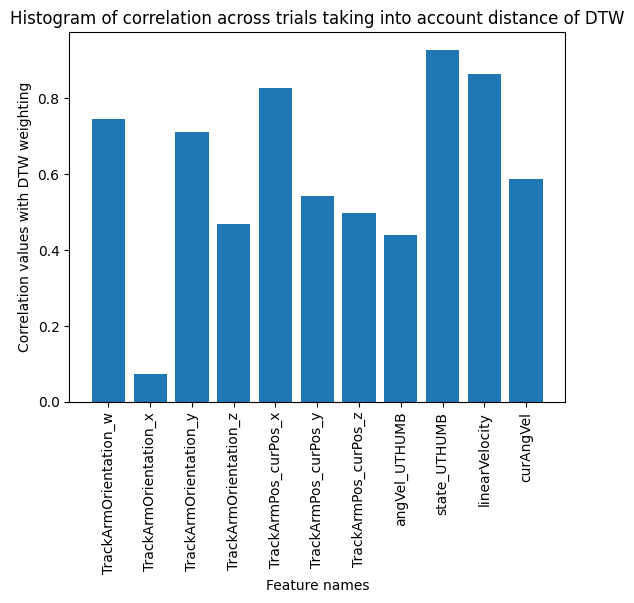 Histogram of correlation across trials taking into account distance of DTW
Correlation values with DTW weighting
0.8
0.6
0.4
0.2
0.0
TrackArmOrientation_w
TrackArmOrientation_x
TrackArmOrientation_y
TrackArmOrientation_z
TrackArmPos_curPos_x
TrackArmPos_curPos_y
TrackArmPos_curPos_z
angVel_UTHUMB
state_UTHUMB
linearVelocity
curAngVel
Feature names